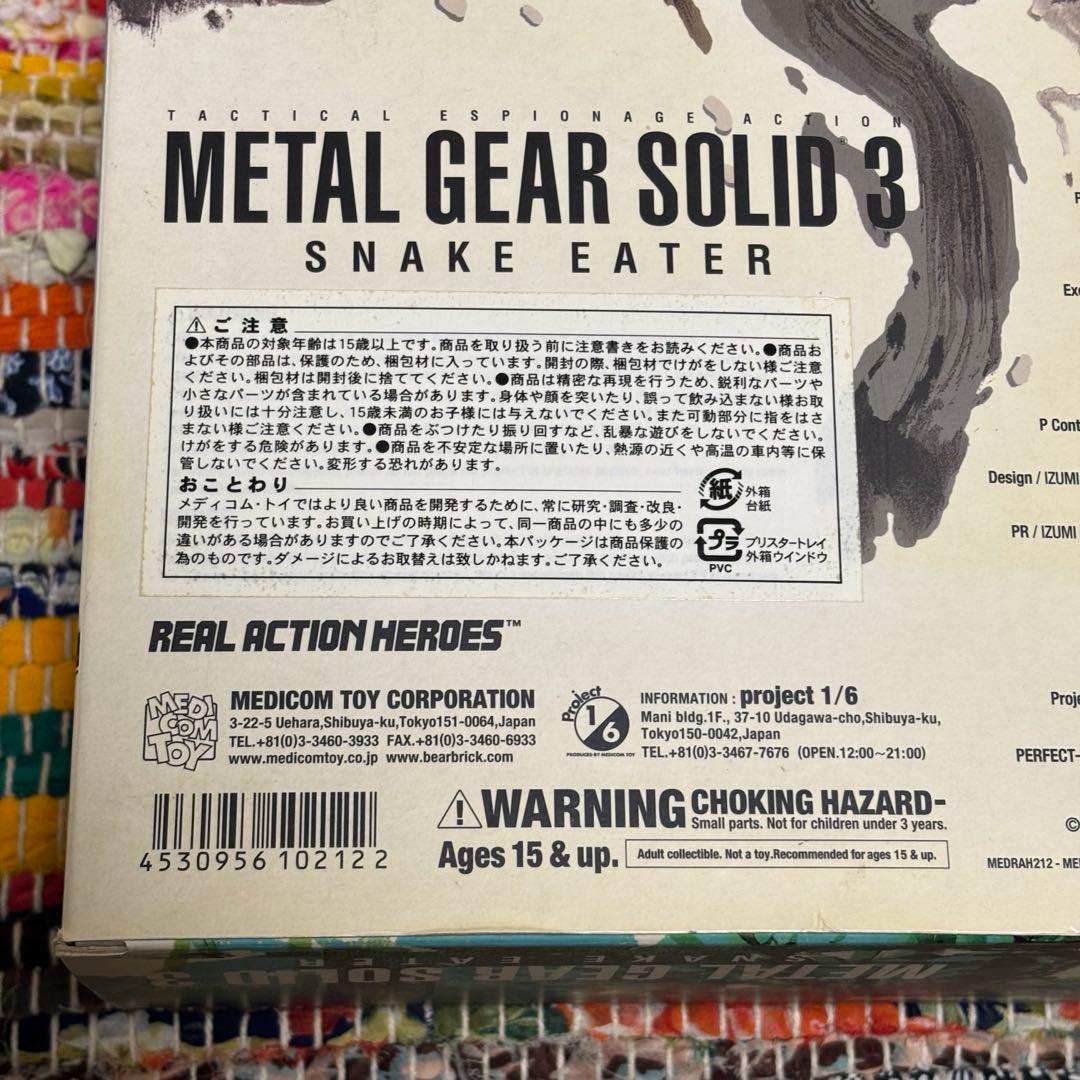 TACTICAL ESPIONAGE ACTION
METAL GEAR SOLID® 3
SNAKE EATER
⚠ご注意
●本商品の対象年齢は15歳以上です。商品を取り扱う前に注意書きをお読みください。●商品お
よびその部品は、保護のため、梱包材に入っています。開封の際、梱包材でけがをしない様ご注意
ください。梱包材は開封後に捨ててください。●商品は精密な再現を行うため、鋭利なパーツや
小さなパーツが含まれている場合があります。身体や顔を突いたり、誤って飲み込まない様お取
り扱いには十分注意し、15歳未満のお子様には与えないでください。また可動部分に指をはさ
まない様ご注意ください。●商品をぶつけたり振り回すなど、乱暴な遊びをしないでください。
けがをする危険があります。●商品を不安定な場所に置いたり、熱源の近くや高温の車内等に保
管しないでください。変形する恐れがあります。
おことわり
メディコム・トイではより良い商品を開発するために、常に研究・調査・改良・
開発を行っています。お買い上げの時期によって、同一商品の中にも多少の
違いがある場合がありますのでご了承ください。本パッケージは商品保護の
為のものです。ダメージによるお取替えは致しかねます。ご了承ください。
紙 外箱
台紙
プラ ブリスタートレイ
外箱ウインドウ
PVC
REAL ACTION HEROES™
MEDICOM TOY
MEDICOM TOY CORPORATION
3-22-5 Uehara,Shibuya-ku,Tokyo151-0064,Japan
TEL.+81(0)3-3460-3933 FAX.+81(0)3-3460-6933
www.medicomtoy.co.jp www.bearbrick.com
Project 1/6
PRODUCED BY MEDICOM TOY
INFORMATION : project 1/6
Mani bldg.1F., 37-10 Udagawa-cho,Shibuya-ku,
Tokyo150-0042,Japan
TEL.+81(0)3-3467-7676 (OPEN.12:00～21:00)
4530956102122
⚠WARNING CHOKING HAZARD-
Small parts. Not for children under 3 years.
Ages 15 & up.
Adult collectible. Not a toy.Recommended for ages 15 & up.
P Cont
Design / IZUMI
PR / IZUMI
Proje
PERFECT-
©
MEDRAH212 - ME
METAL GEAR SOLID 3
SNAKE EATER